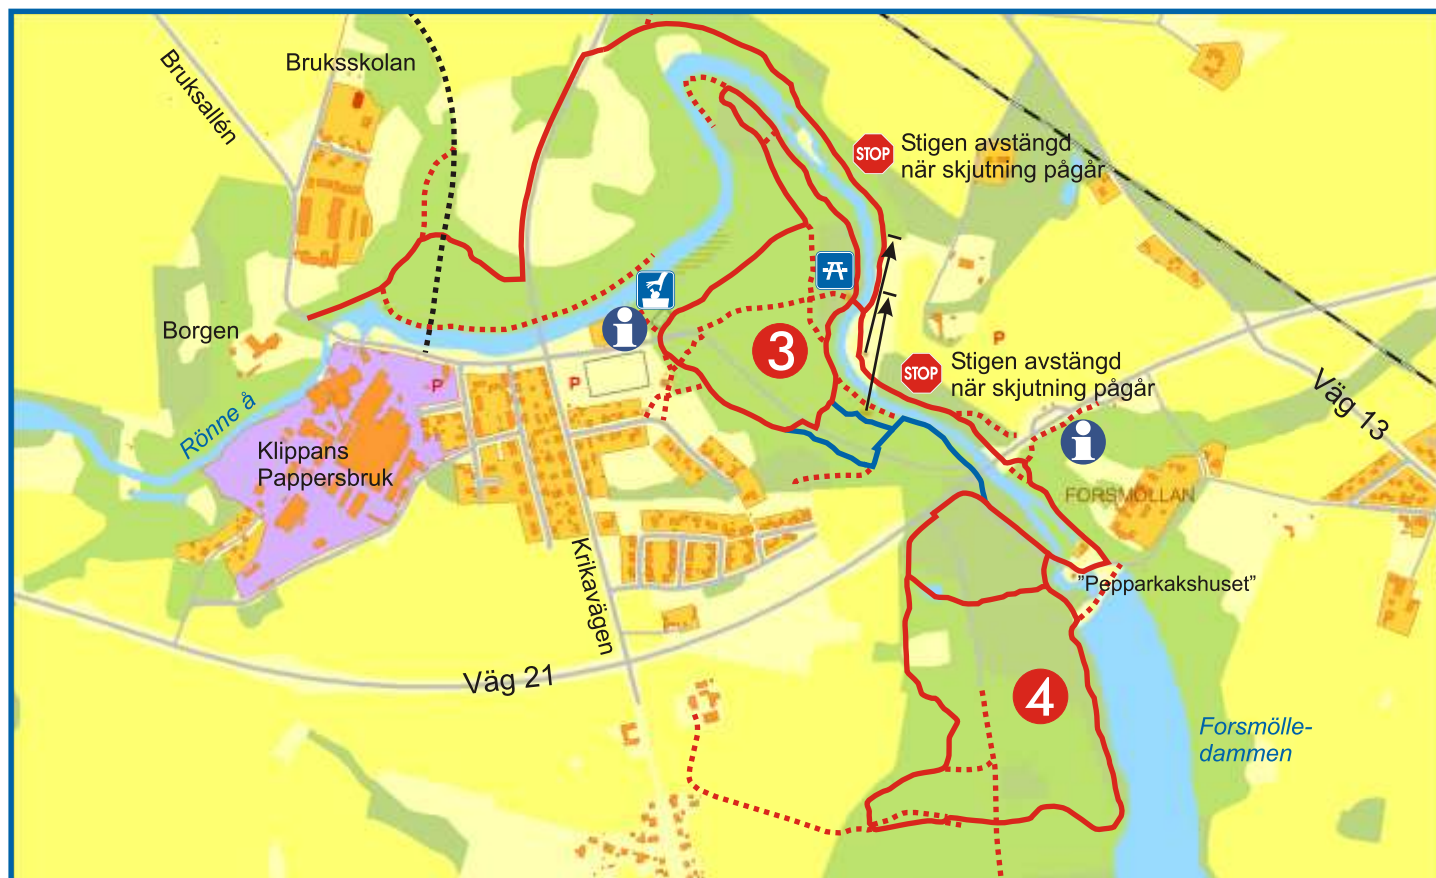 Bruksskolan
Bruksallén
STOP
Stigen avstängd
när skjutning pågår
Borgen
3
P
STOP
Stigen avstängd
när skjutning pågår
P
P
Väg 13
Rönne å
Klippans
Pappersbruk
FORSMÖLLAN
Krikavägen
"Pepparkakshuset"
Väg 21
4
Forsmölle-
dammen